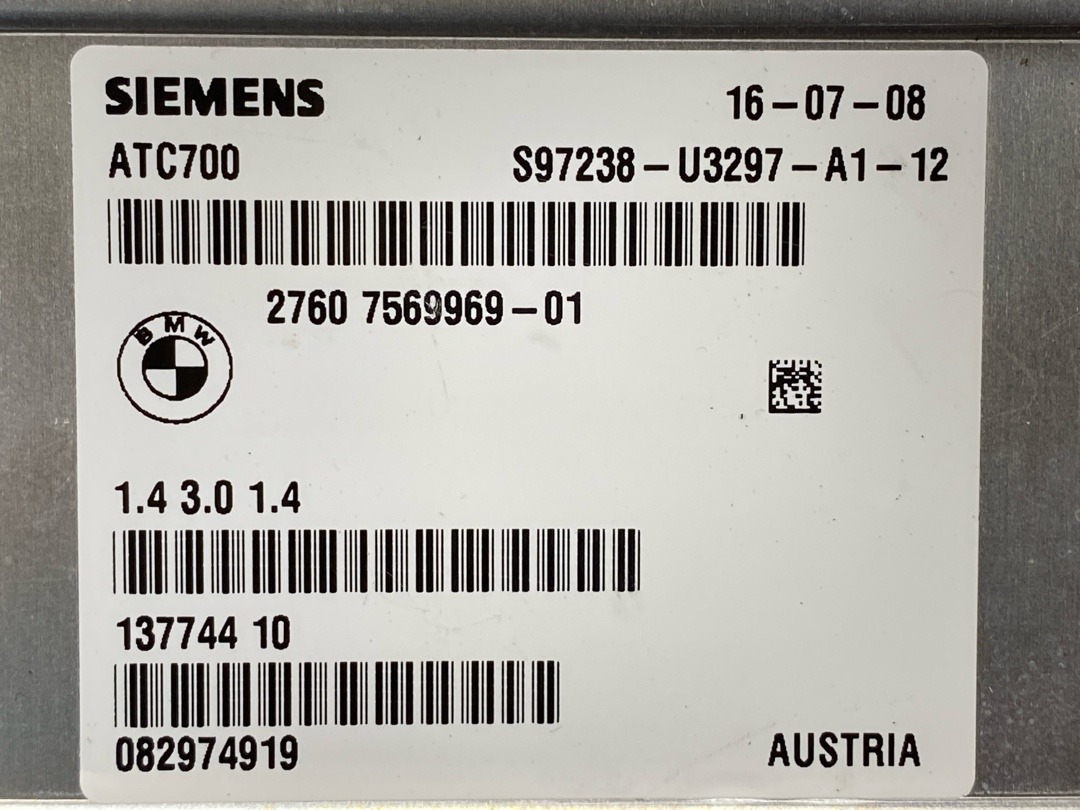 SIEMENS 16-07-08
ATC700 S97238-U3297-A1-12
2760 7569969-01
BMW
1.4 3.0 1.4
137744 10
082974919
AUSTRIA